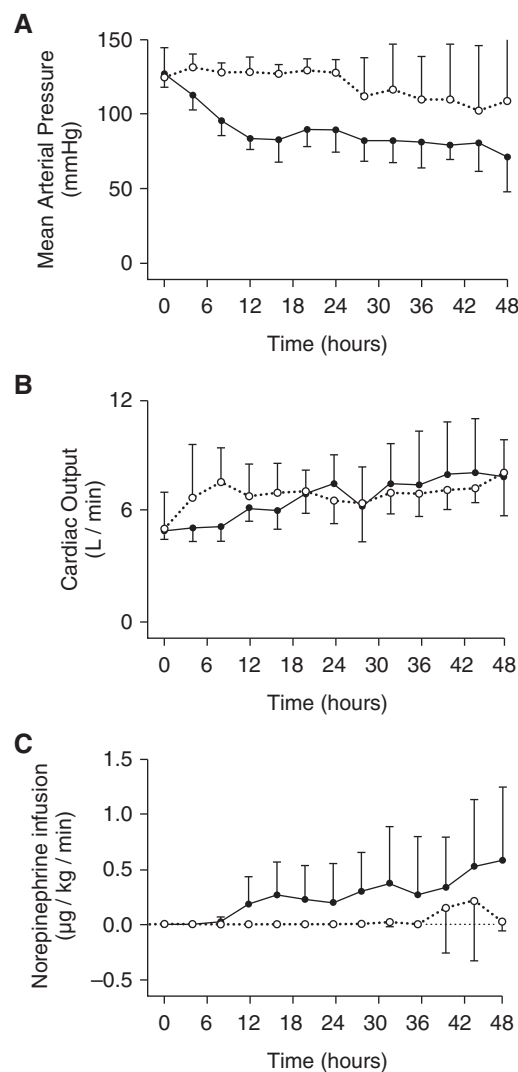 A
150
100
50
0
Mean Arterial Pressure
(mmHg)
0 6 12 18 24 30 36 42 48
Time (hours)
B
12
6
0
Cardiac Output
(L / min)
0 6 12 18 24 30 36 42 48
Time (hours)
C
1.5
1.0
0.5
0.0
–0.5
Norepinephrine infusion
(µg / kg / min)
0 6 12 18 24 30 36 42 48
Time (hours)